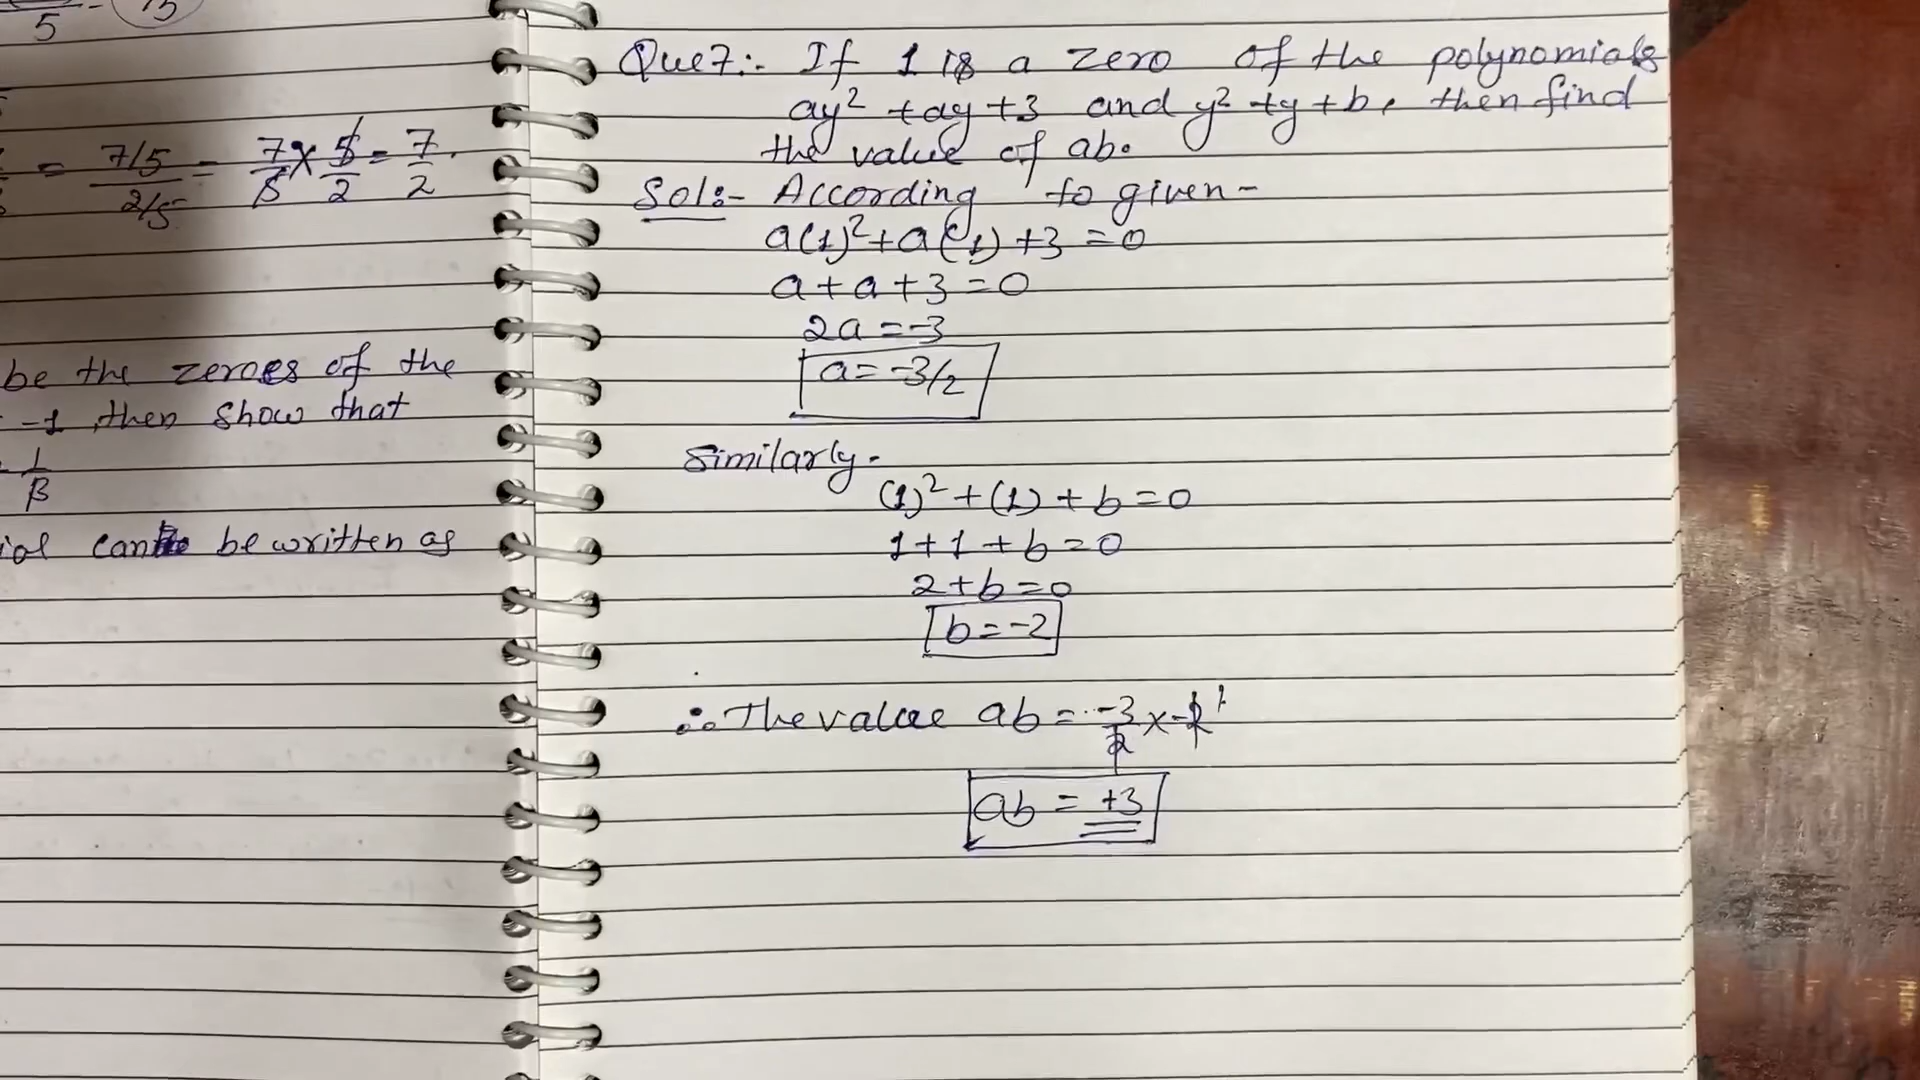 5
15
= 7/5 / 2/5 = 7/5 × 5/2 = 7/2.
be the zeroes of the
-1, then show that
1/β
ial can be written as
Que7:- If 1 is a zero of the polynomials
ay² + ay + 3 and y² + y + b, then find
the value of ab.
Sol:- According to given-
a(1)² + a(1) + 3 = 0
a + a + 3 = 0
2a = -3
a = -3/2
Similarly-
(1)² + (1) + b = 0
1 + 1 + b = 0
2 + b = 0
b = -2
∴ The value ab = -3/2 × -2 1
ab = +3